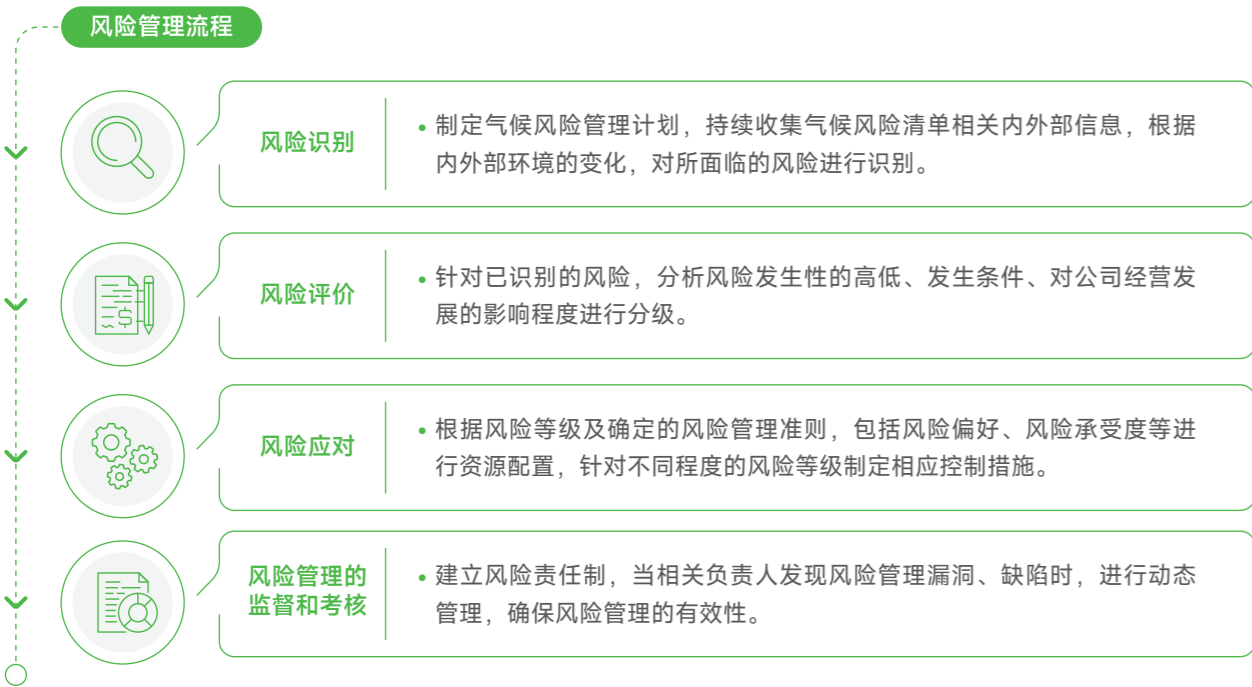 风险管理流程
风险识别
• 制定气候风险管理计划，持续收集气候风险清单相关内外部信息，根据
内外部环境的变化，对所面临的风险进行识别。
风险评价
• 针对已识别的风险，分析风险发生性的高低、发生条件、对公司经营发
展的影响程度进行分级。
风险应对
• 根据风险等级及确定的风险管理准则，包括风险偏好、风险承受度等进
行资源配置，针对不同程度的风险等级制定相应控制措施。
风险管理的
监督和考核
• 建立风险责任制，当相关负责人发现风险管理漏洞、缺陷时，进行动态
管理，确保风险管理的有效性。